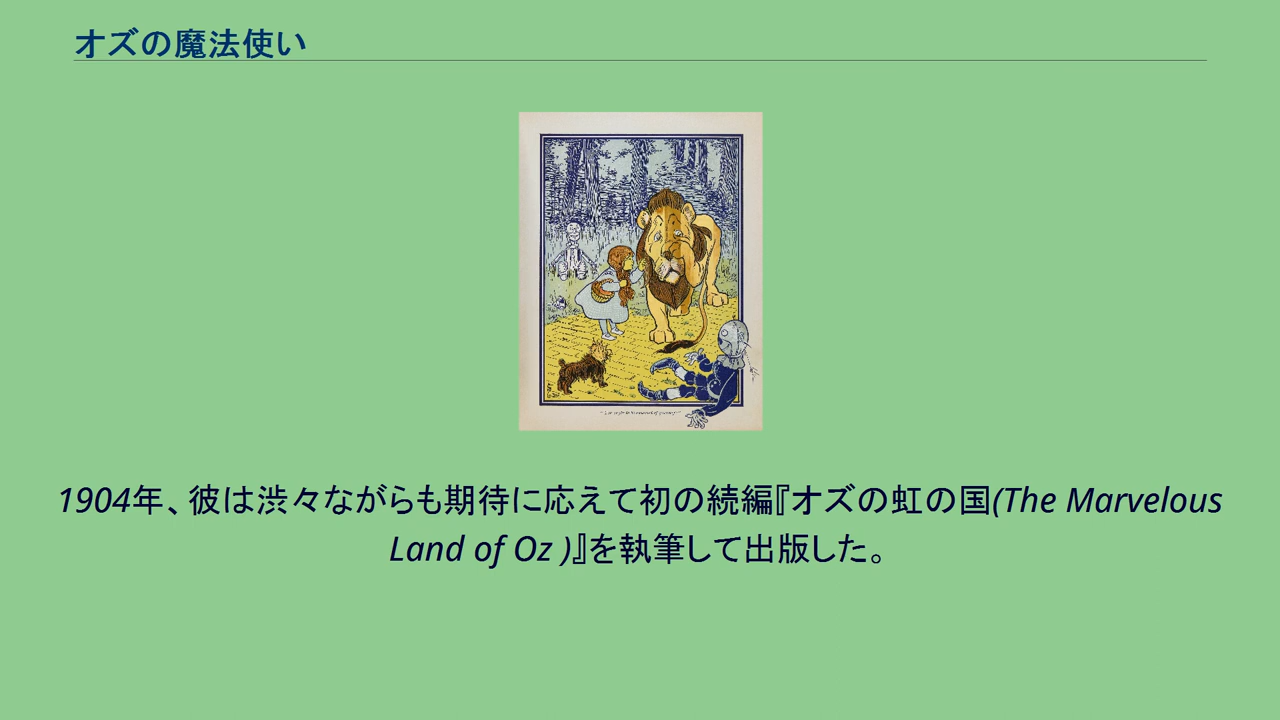 オズの魔法使い
1904年、彼は渋々ながらも期待に応えて初の続編『オズの虹の国(The Marvelous
Land of Oz )』を執筆して出版した。